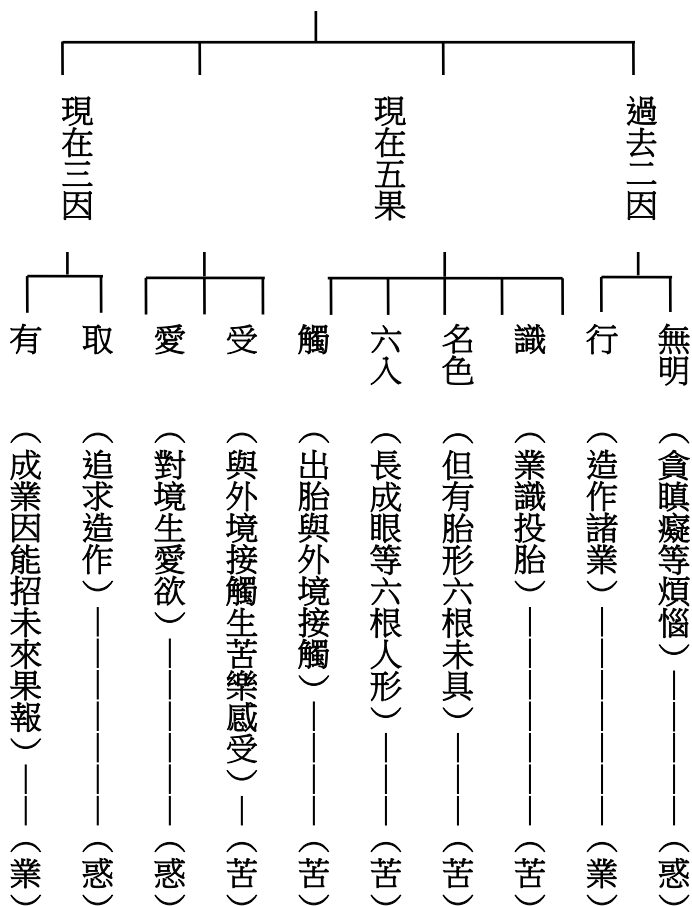 過去二因
現在五果
現在三因
無明（貪瞋癡等煩惱）（惑）
行（造作諸業）（業）
識（業識投胎）（苦）
名色（但有胎形六根未具）（苦）
六入（長成眼等六根人形）（苦）
觸（出胎與外境接觸）（苦）
受（與外境接觸生苦樂感受）（苦）
愛（對境生愛欲）（惑）
取（追求造作）（惑）
有（成業因能招未來果報）（業）